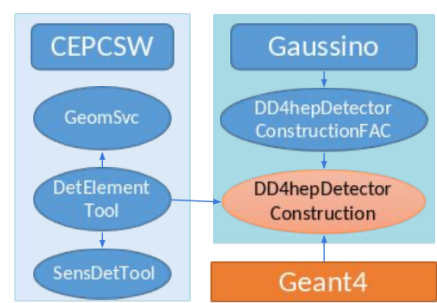 CEPCSW
GeomSvc
DetElement
Tool
SensDetTool
Gaussino
DD4hepDetector
ConstructionFAC
DD4hepDetector
Construction
Geant4